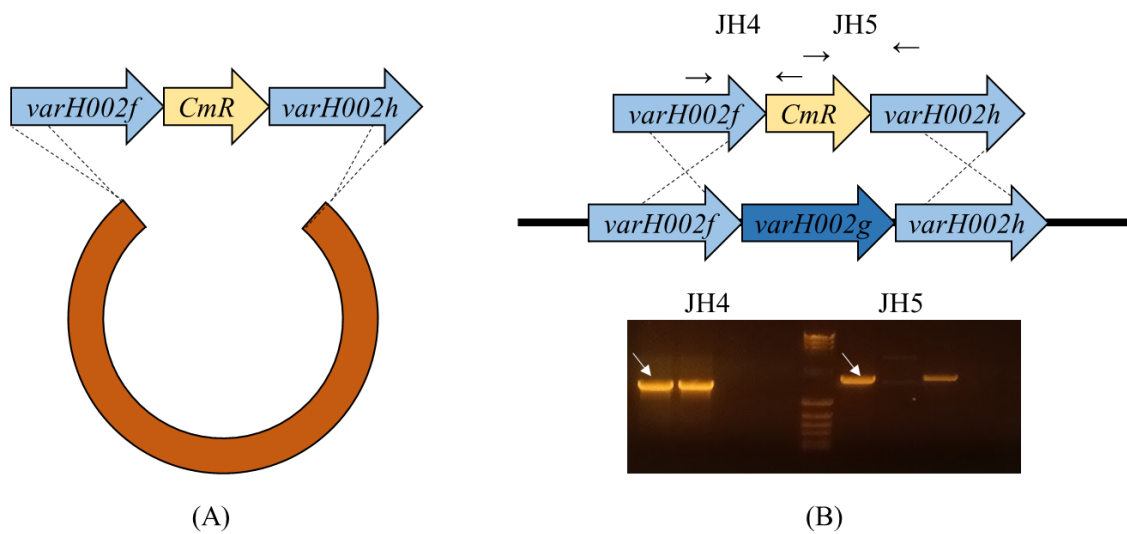 varH002f CmR varH002h
(A)
JH4 JH5
varH002f CmR varH002h
varH002f varH002g varH002h
JH4 JH5
(B)